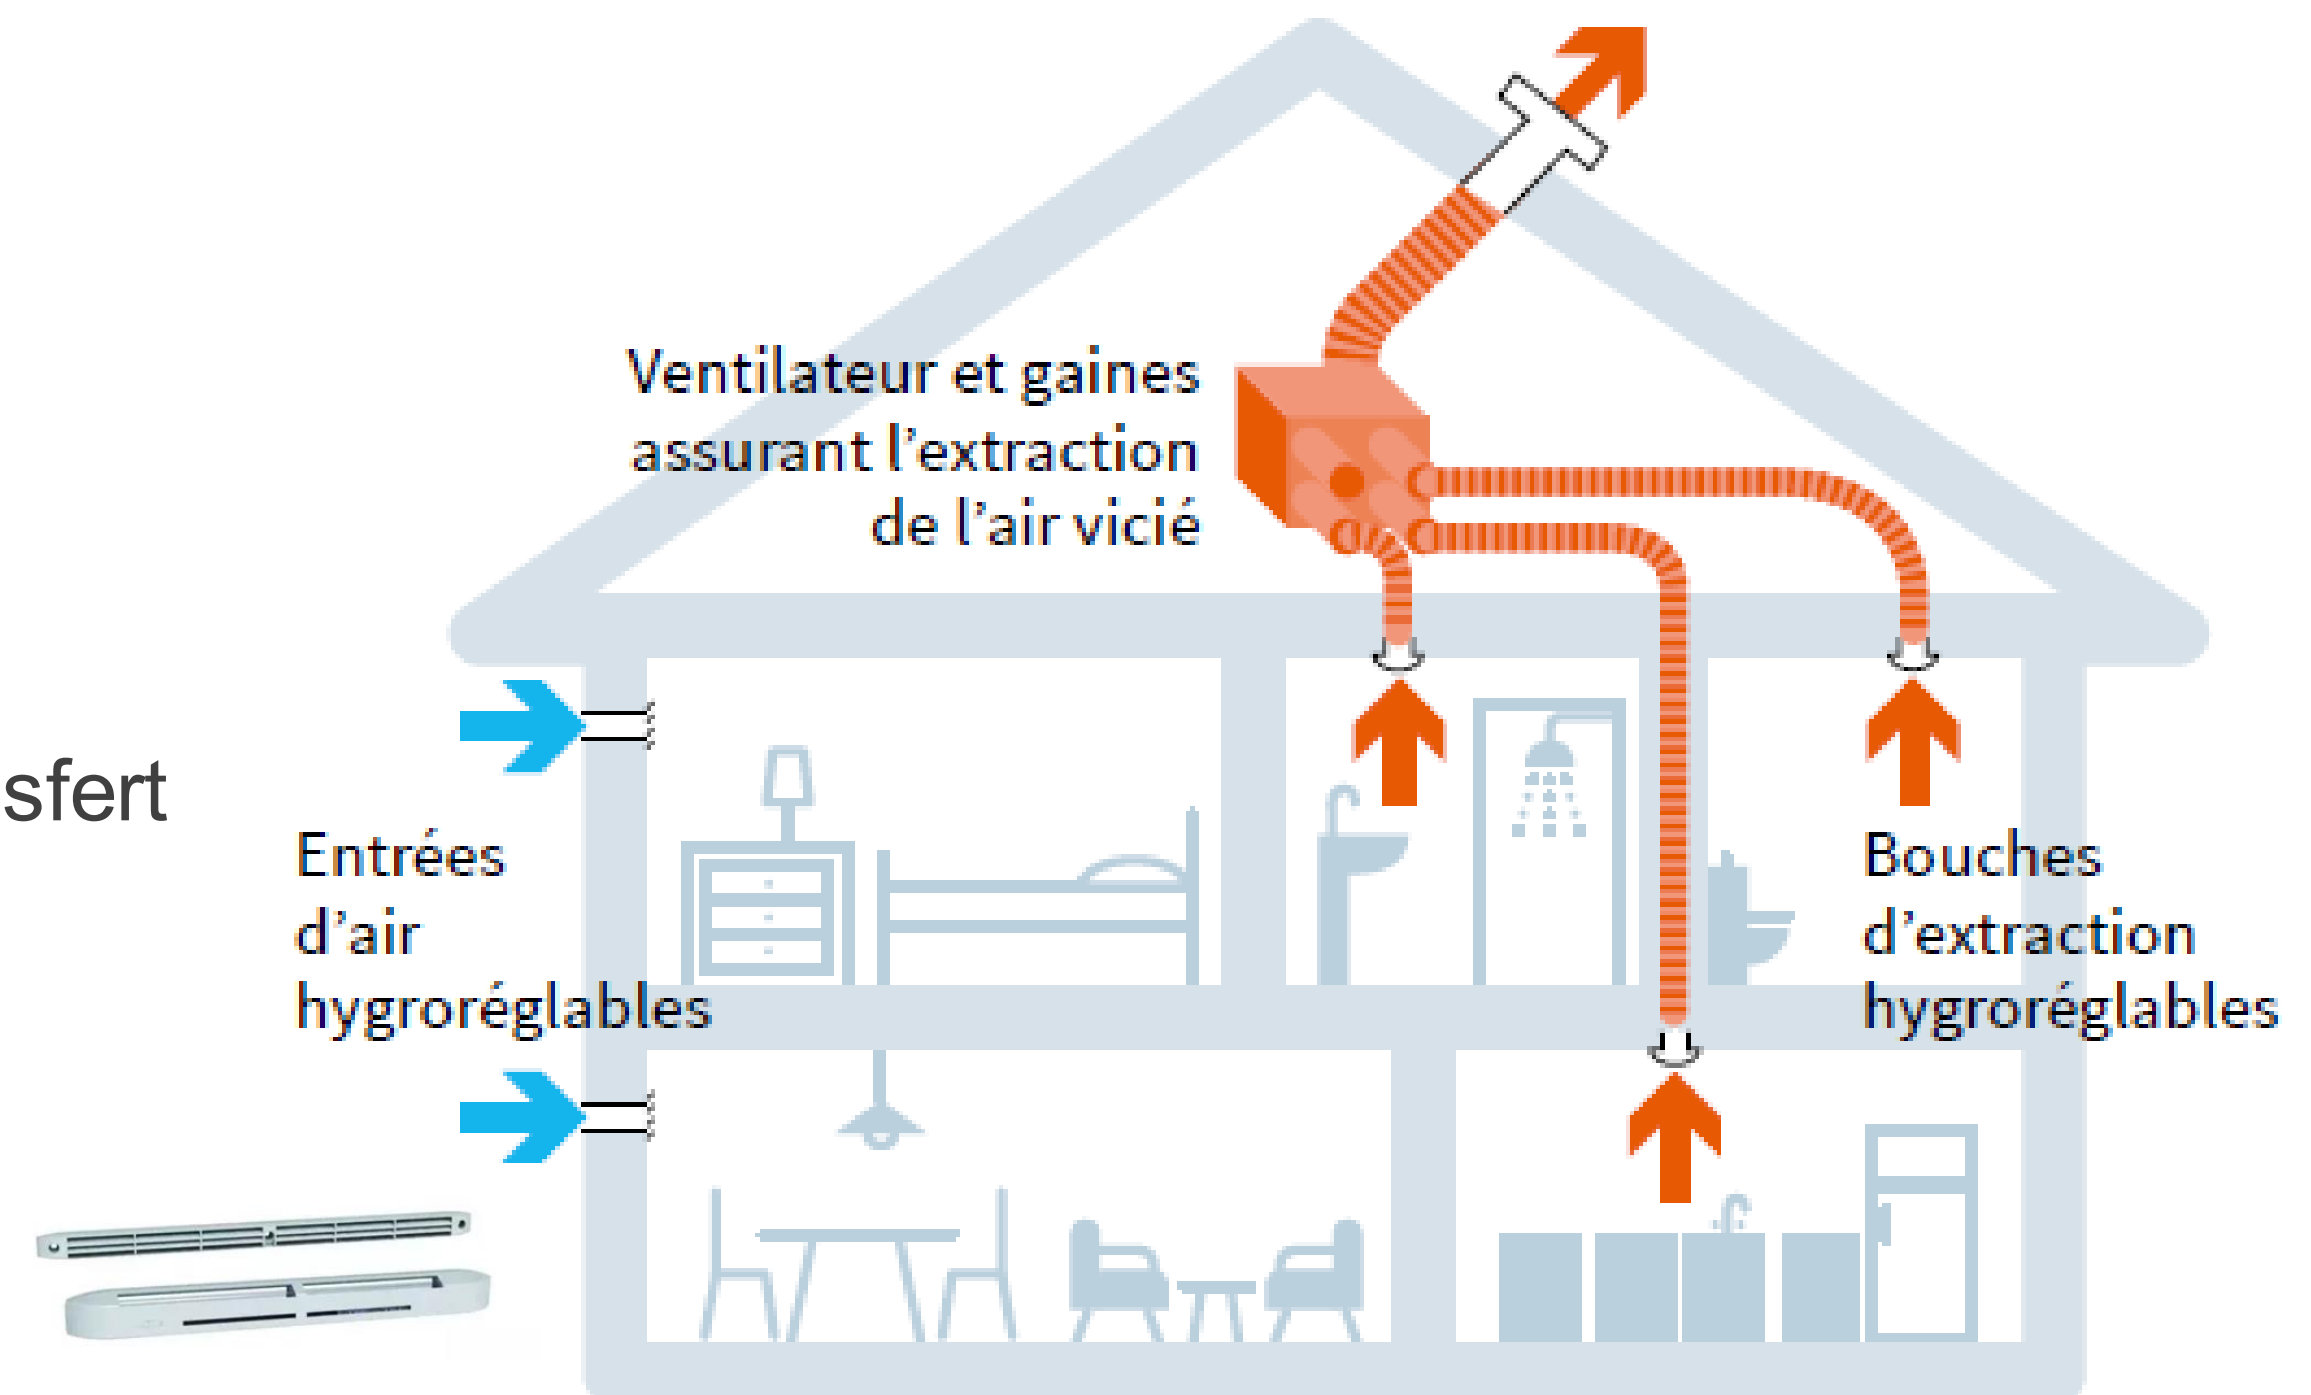 Ventilateur et gaines
assurant l'extraction
de l'air vicié
sfert
Entrées
d'air
hygroréglables
Bouches
d'extraction
hygroréglables